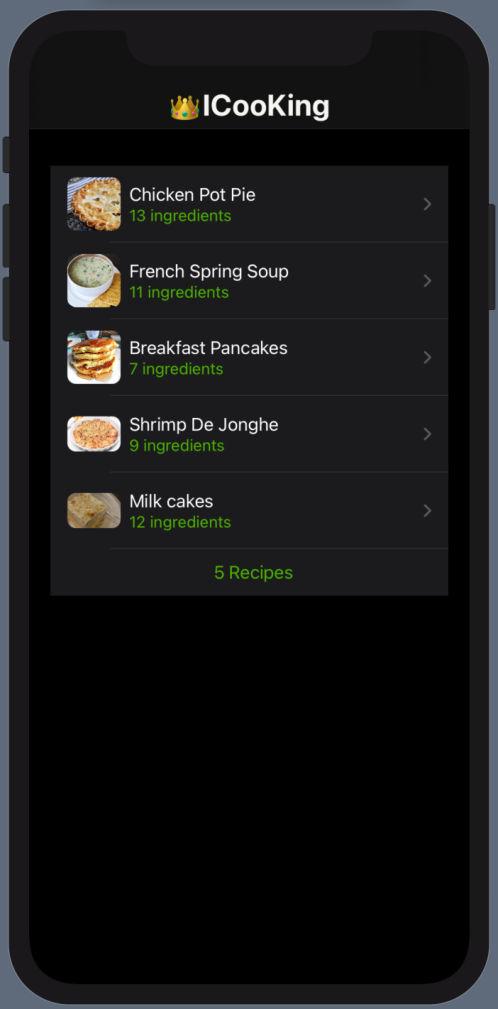 👑ICooKing
Chicken Pot Pie
13 ingredients
French Spring Soup
11 ingredients
Breakfast Pancakes
7 ingredients
Shrimp De Jonghe
9 ingredients
Milk cakes
12 ingredients
5 Recipes